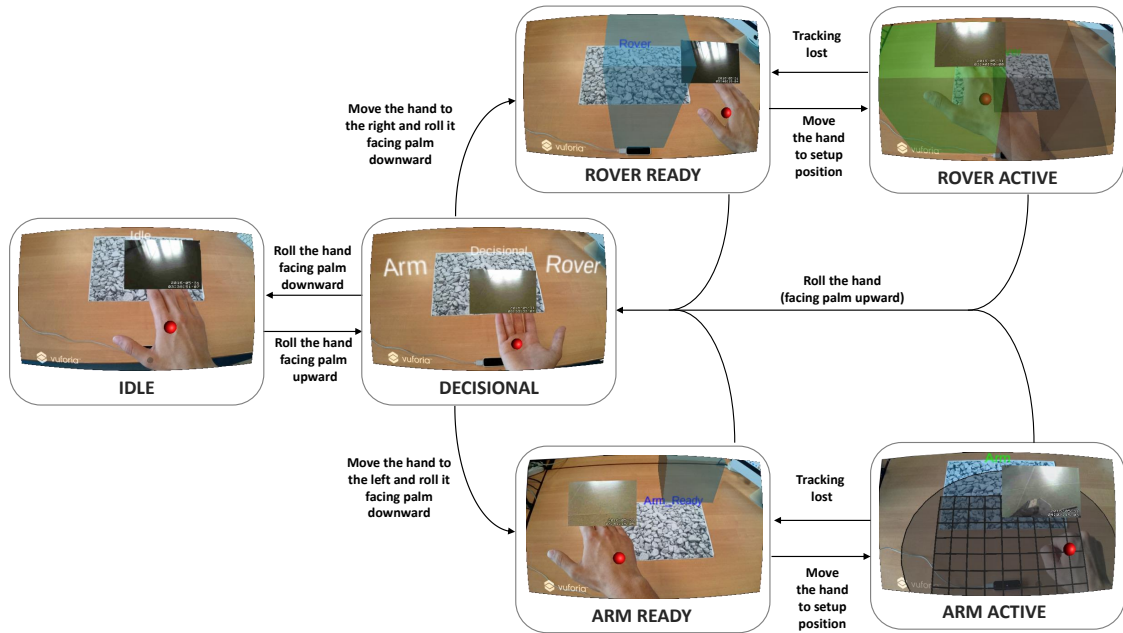 Rover
vuforia
ROVER READY
Tracking
lost
Move
the hand
to setup
position
vuforia
ROVER ACTIVE
Move the hand to
the right and roll it
facing palm
downward
Idle
vuforia
IDLE
Roll the hand
facing palm
downward
Roll the hand
facing palm
upward
Decisional
Arm
Rover
vuforia
DECISIONAL
Roll the hand
(facing palm upward)
Move the hand to
the left and roll it
facing palm
downward
Arm_Ready
vuforia
ARM READY
Tracking
lost
Move
the hand
to setup
position
Arm
vuforia
ARM ACTIVE